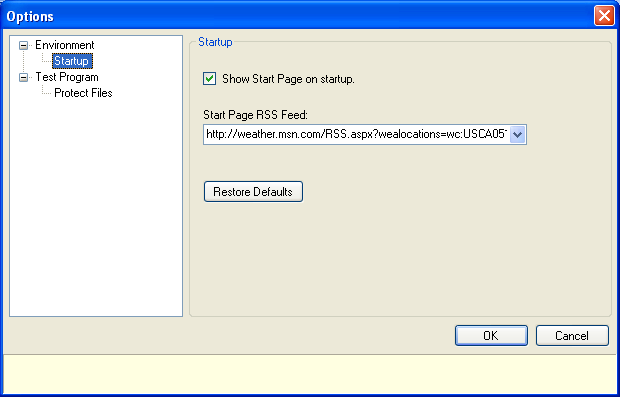 Options
Environment
Startup
Test Program
Protect Files
Startup
Show Start Page on startup.
Start Page RSS Feed:
http://weather.msn.com/RSS.aspx?wealocations=wc:USCA05
Restore Defaults
OK
Cancel